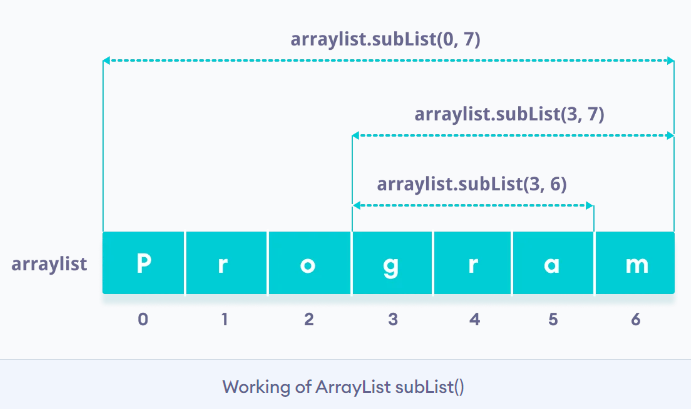 arraylist.subList(0, 7)
arraylist.subList(3, 7)
arraylist.subList(3, 6)
arraylist P r o g r a m
0 1 2 3 4 5 6
Working of ArrayList subList()